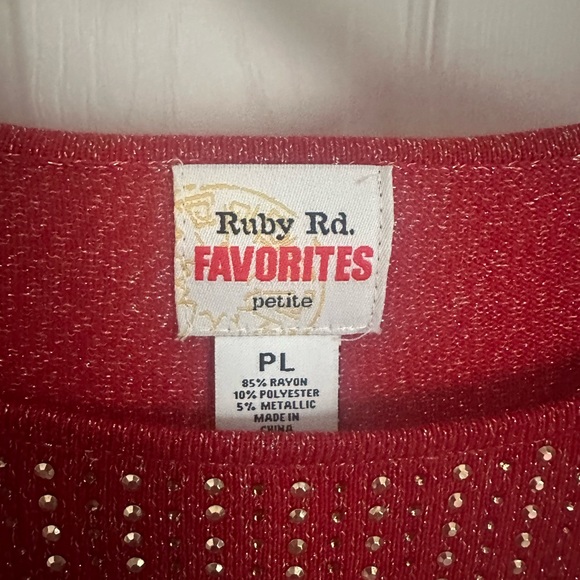 Ruby Rd.
FAVORITES
petite
PL
85% RAYON
10% POLYESTER
5% METALLIC
MADE IN
CHINA